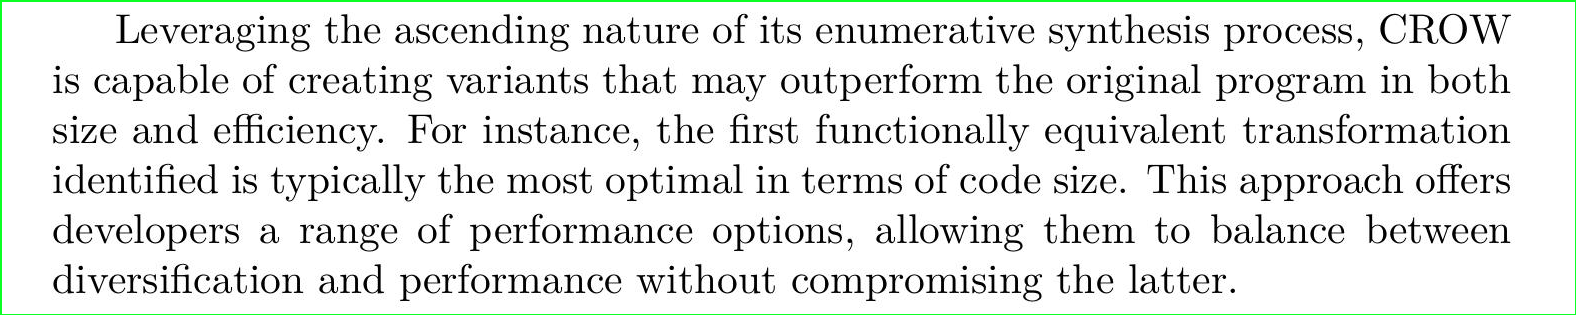 Leveraging the ascending nature of its enumerative synthesis process, CROW
is capable of creating variants that may outperform the original program in both
size and efficiency. For instance, the first functionally equivalent transformation
identified is typically the most optimal in terms of code size. This approach offers
developers a range of performance options, allowing them to balance between
diversification and performance without compromising the latter.